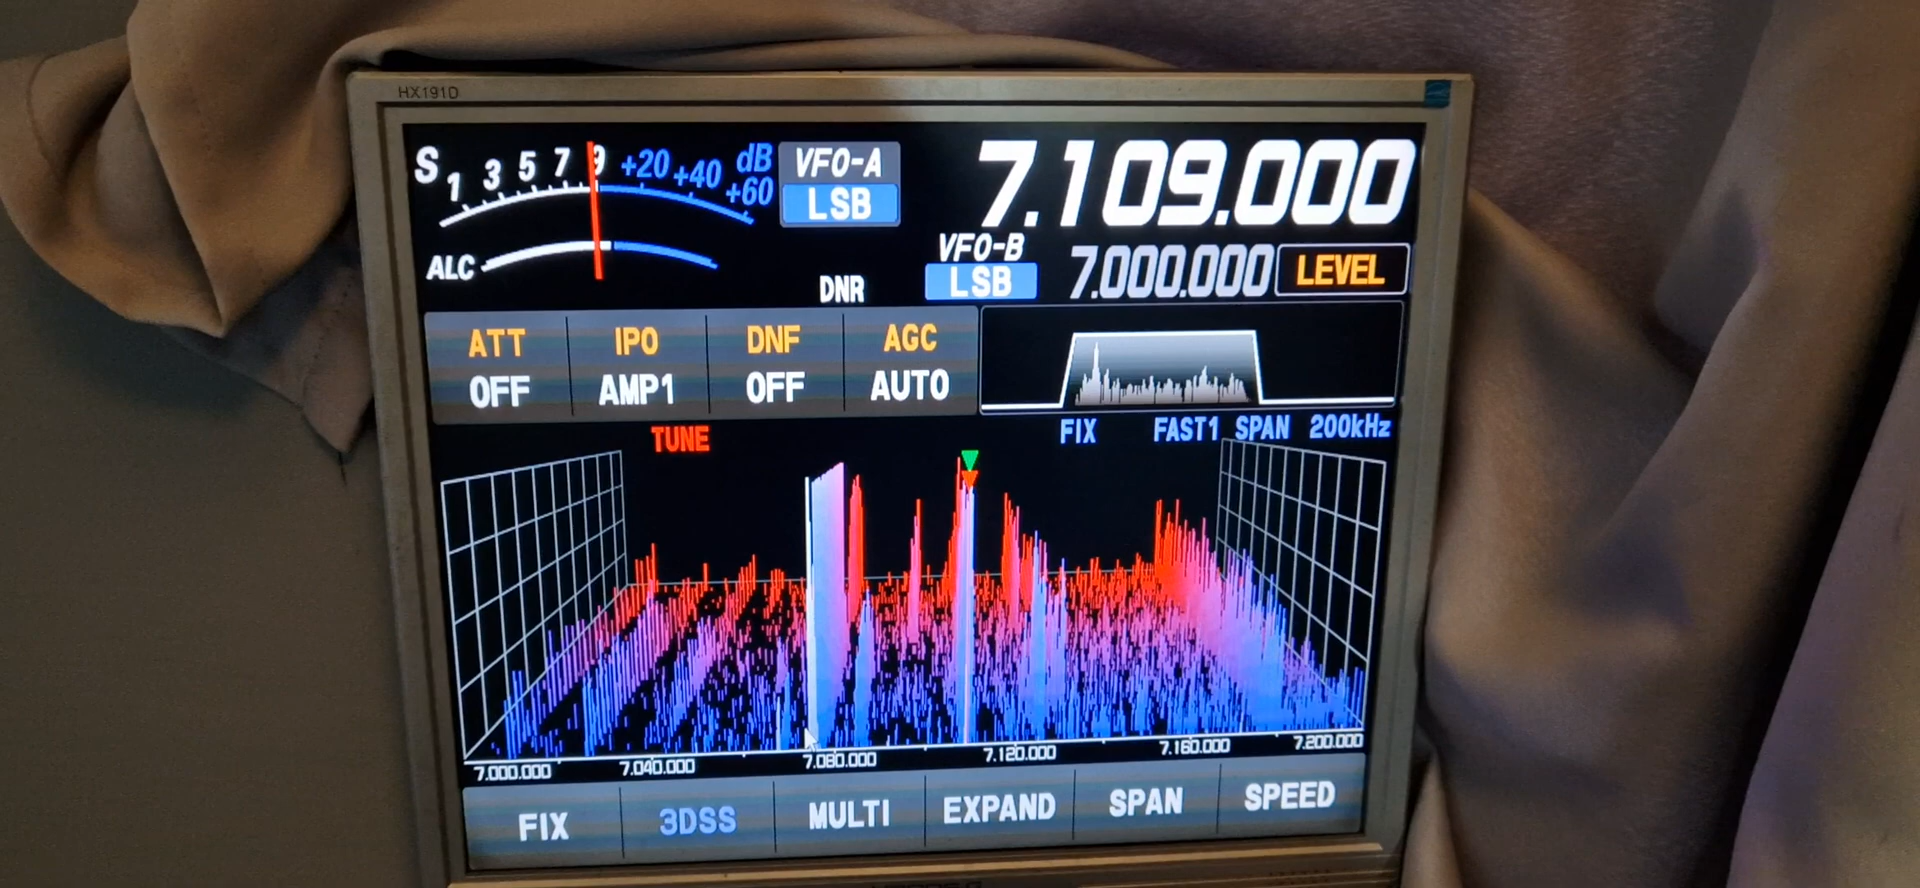 HX191D
S 1 3 5 7 9 +20 +40 +60 dB
VFO-A
LSB
7.109.000
ALC
DNR
VFO-B
LSB
7.000.000
LEVEL
ATT IPO DNF AGC
OFF AMP1 OFF AUTO
TUNE
FIX FAST1 SPAN 200kHz
7.000.000 7.040.000 7.080.000 7.120.000 7.160.000 7.200.000
FIX 3DSS MULTI EXPAND SPAN SPEED